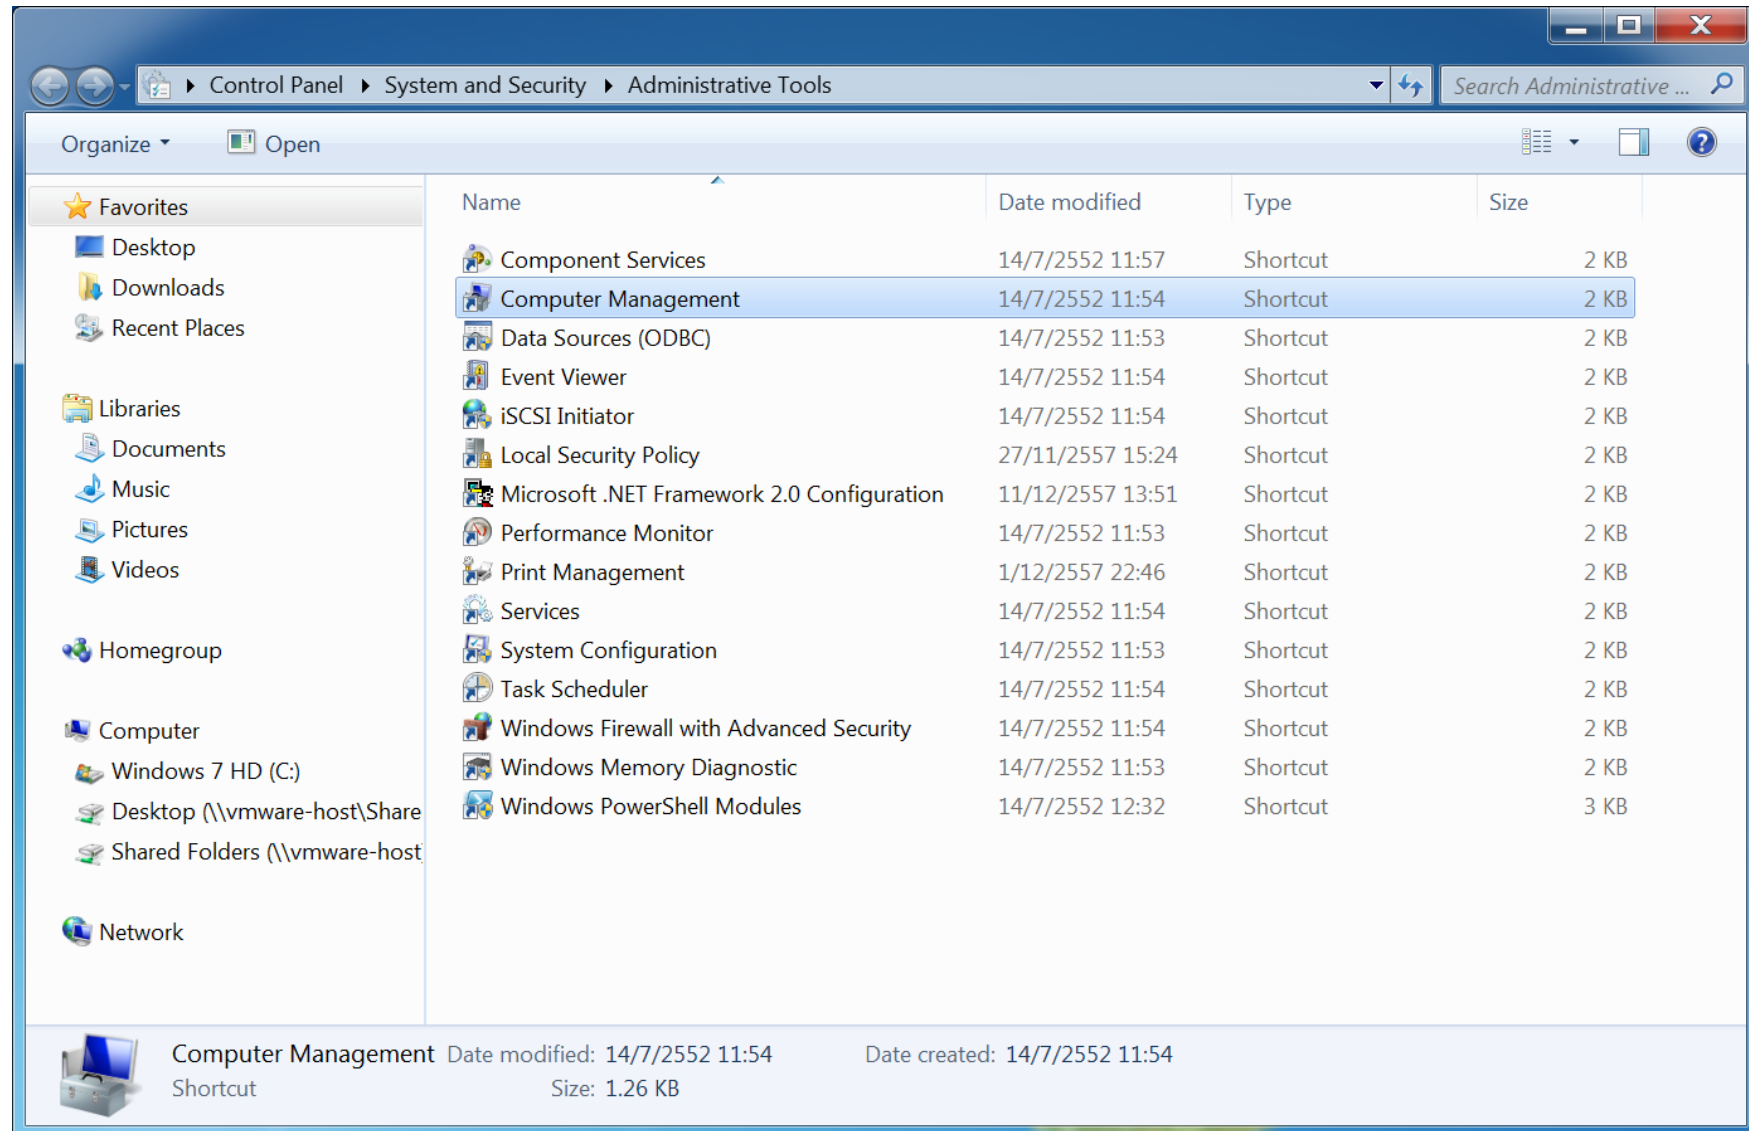 Control Panel System and Security Administrative Tools Search Administrative ...
Organize Open
Name Date modified Type Size
Favorites
Desktop
Downloads
Recent Places
Libraries
Documents
Music
Pictures
Videos
Homegroup
Computer
Windows 7 HD (C:)
Desktop (\\vmware-host\Share
Shared Folders (\\vmware-host
Network
Component Services 14/7/2552 11:57 Shortcut 2 KB
Computer Management 14/7/2552 11:54 Shortcut 2 KB
Data Sources (ODBC) 14/7/2552 11:53 Shortcut 2 KB
Event Viewer 14/7/2552 11:54 Shortcut 2 KB
iSCSI Initiator 14/7/2552 11:54 Shortcut 2 KB
Local Security Policy 27/11/2557 15:24 Shortcut 2 KB
Microsoft .NET Framework 2.0 Configuration 11/12/2557 13:51 Shortcut 2 KB
Performance Monitor 14/7/2552 11:53 Shortcut 2 KB
Print Management 1/12/2557 22:46 Shortcut 2 KB
Services 14/7/2552 11:54 Shortcut 2 KB
System Configuration 14/7/2552 11:53 Shortcut 2 KB
Task Scheduler 14/7/2552 11:54 Shortcut 2 KB
Windows Firewall with Advanced Security 14/7/2552 11:54 Shortcut 2 KB
Windows Memory Diagnostic 14/7/2552 11:53 Shortcut 2 KB
Windows PowerShell Modules 14/7/2552 12:32 Shortcut 3 KB
Computer Management Date modified: 14/7/2552 11:54 Date created: 14/7/2552 11:54
Shortcut Size: 1.26 KB